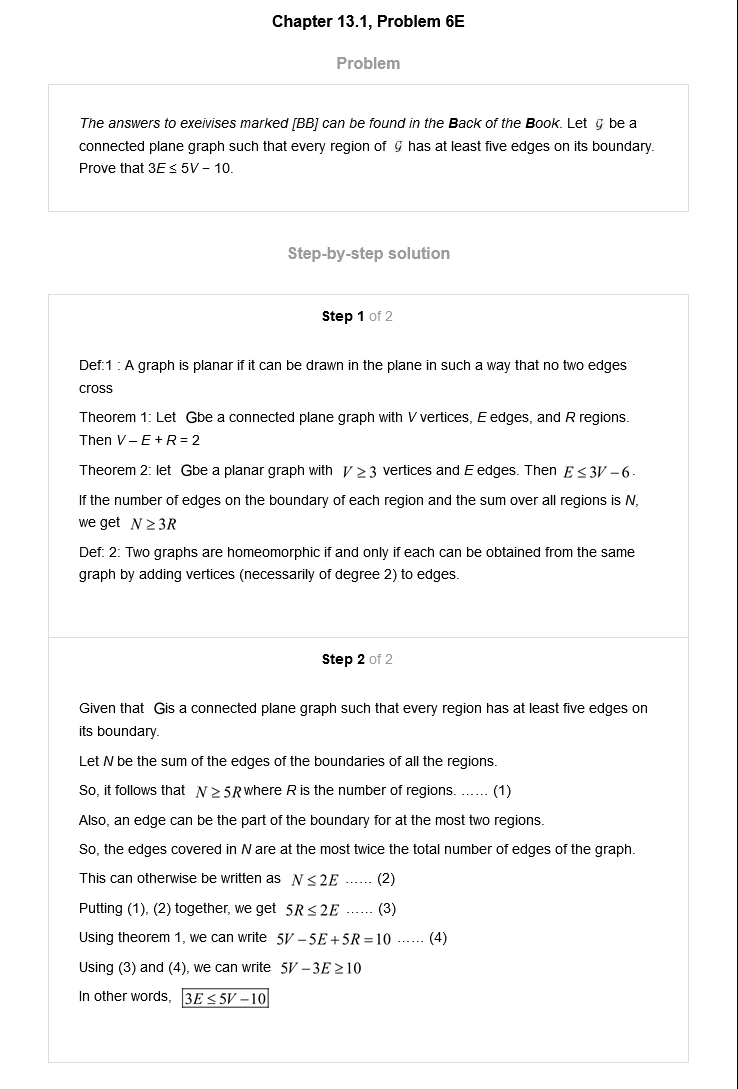 Chapter 13.1, Problem 6E
Problem
The answers to exeivises marked [BB] can be found in the Back of the Book. Let 𝒢 be a
connected plane graph such that every region of 𝒢 has at least five edges on its boundary.
Prove that 3E ≤ 5V − 10.
Step-by-step solution
Step 1 of 2
Def:1 : A graph is planar if it can be drawn in the plane in such a way that no two edges
cross
Theorem 1: Let Gbe a connected plane graph with V vertices, E edges, and R regions.
Then V – E + R = 2
Theorem 2: let Gbe a planar graph with V ≥ 3 vertices and E edges. Then E ≤ 3V − 6.
If the number of edges on the boundary of each region and the sum over all regions is N,
we get N ≥ 3R
Def: 2: Two graphs are homeomorphic if and only if each can be obtained from the same
graph by adding vertices (necessarily of degree 2) to edges.
Step 2 of 2
Given that Gis a connected plane graph such that every region has at least five edges on
its boundary.
Let N be the sum of the edges of the boundaries of all the regions.
So, it follows that N ≥ 5R where R is the number of regions. …… (1)
Also, an edge can be the part of the boundary for at the most two regions.
So, the edges covered in N are at the most twice the total number of edges of the graph.
This can otherwise be written as N ≤ 2E …… (2)
Putting (1), (2) together, we get 5R ≤ 2E …… (3)
Using theorem 1, we can write 5V − 5E + 5R = 10 …… (4)
Using (3) and (4), we can write 5V − 3E ≥ 10
In other words, 3E ≤ 5V − 10